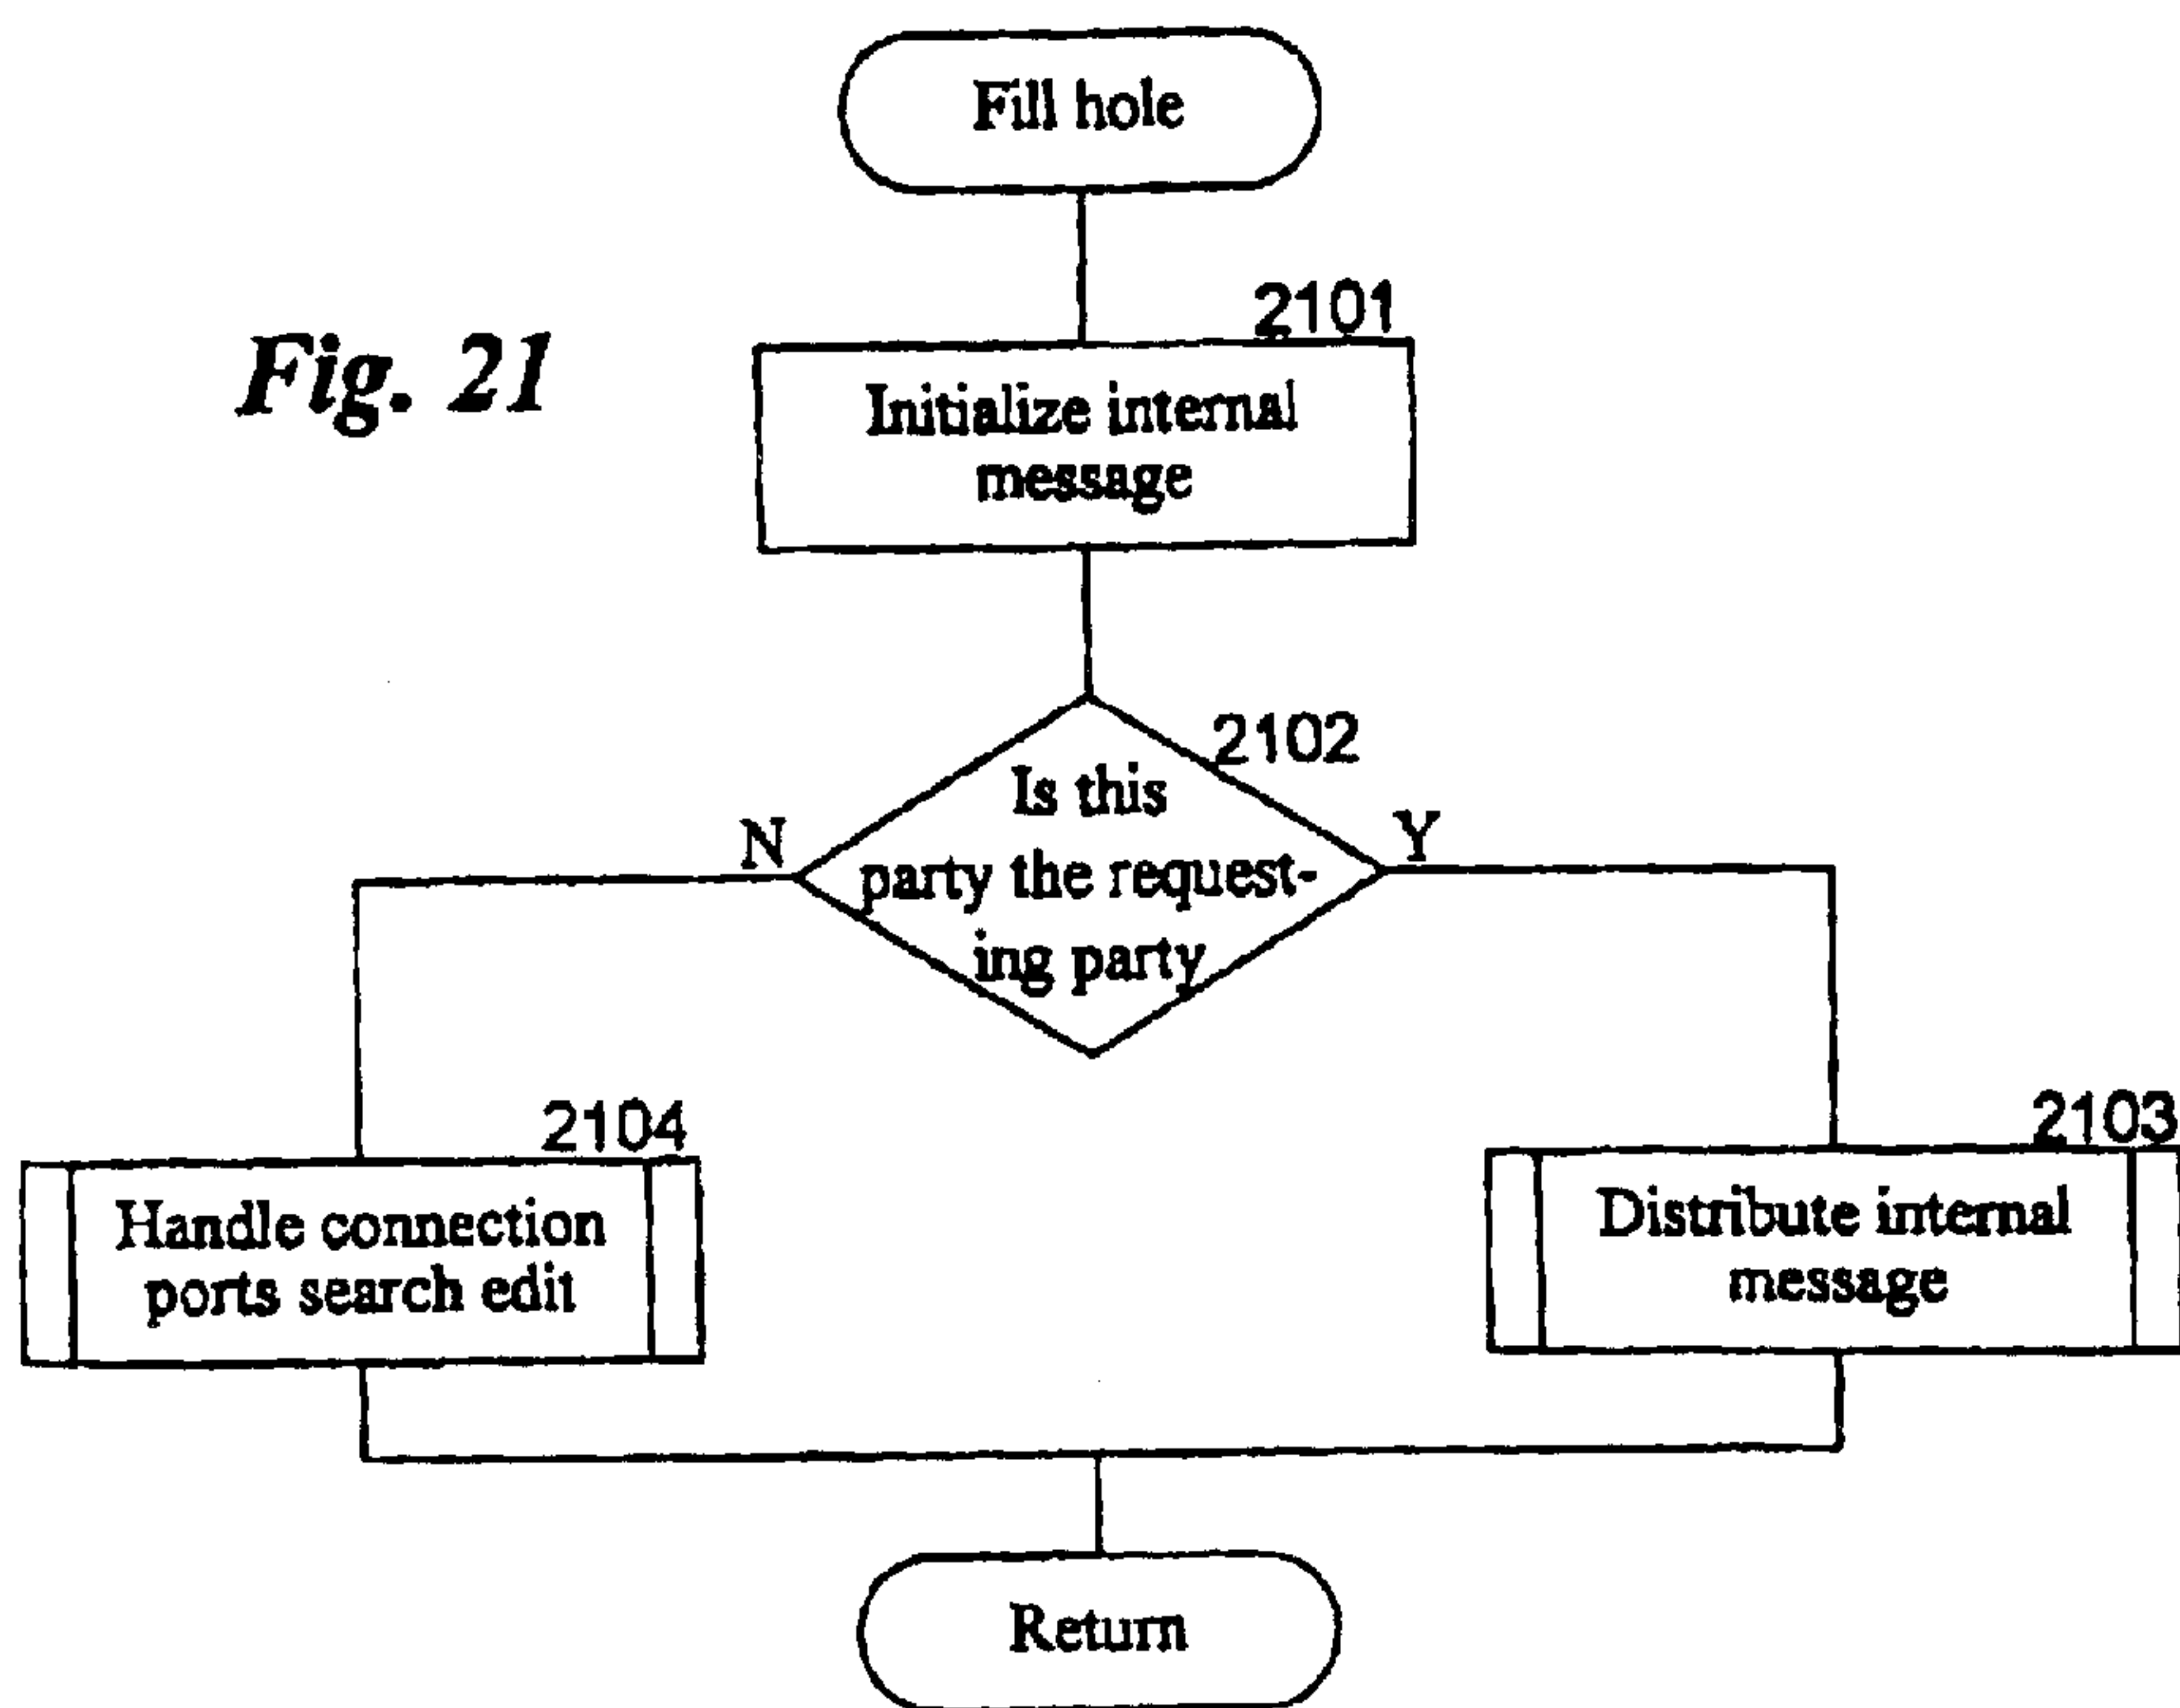 Fill hole
Fig. 21
2101
Initialize internal
message
2102
Is this
party the request-
ing party
N
Y
2104
Handle connection
ports search edit
2103
Distribute internal
message
Return